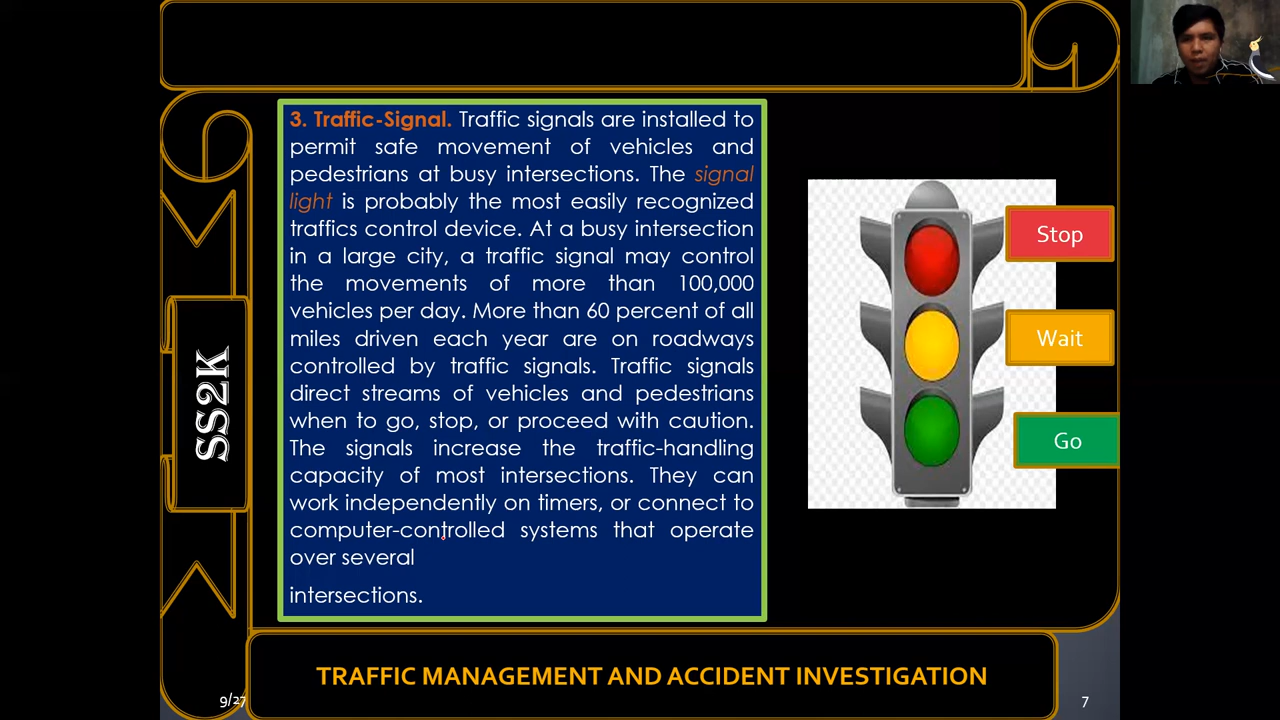 3. Traffic-Signal. Traffic signals are installed to
permit safe movement of vehicles and
pedestrians at busy intersections. The signal
light is probably the most easily recognized
traffics control device. At a busy intersection
in a large city, a traffic signal may control
the movements of more than 100,000
vehicles per day. More than 60 percent of all
miles driven each year are on roadways
controlled by traffic signals. Traffic signals
direct streams of vehicles and pedestrians
when to go, stop, or proceed with caution.
The signals increase the traffic-handling
capacity of most intersections. They can
work independently on timers, or connect to
computer-controlled systems that operate
over several
intersections.
Stop
Wait
Go
SS2K
TRAFFIC MANAGEMENT AND ACCIDENT INVESTIGATION
9/27
7